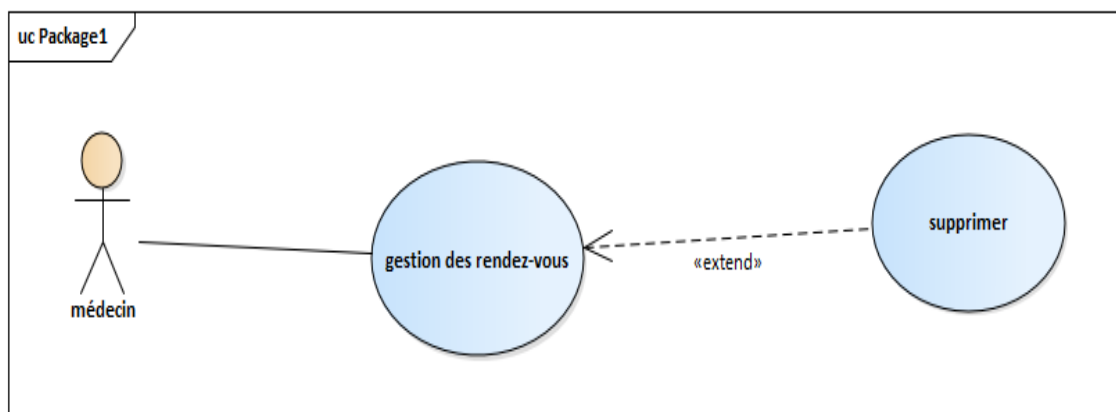 uc Package1
médecin
gestion des rendez-vous
«extend»
supprimer